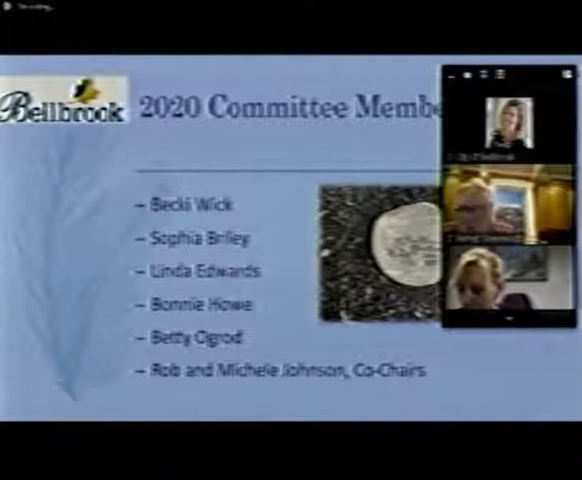 Bellbrook
2020 Committee Membe
– Becki Wick
– Sophia Briley
– Linda Edwards
– Bonnie Howe
– Betty Ogrod
– Rob and Michele Johnson, Co-Chairs